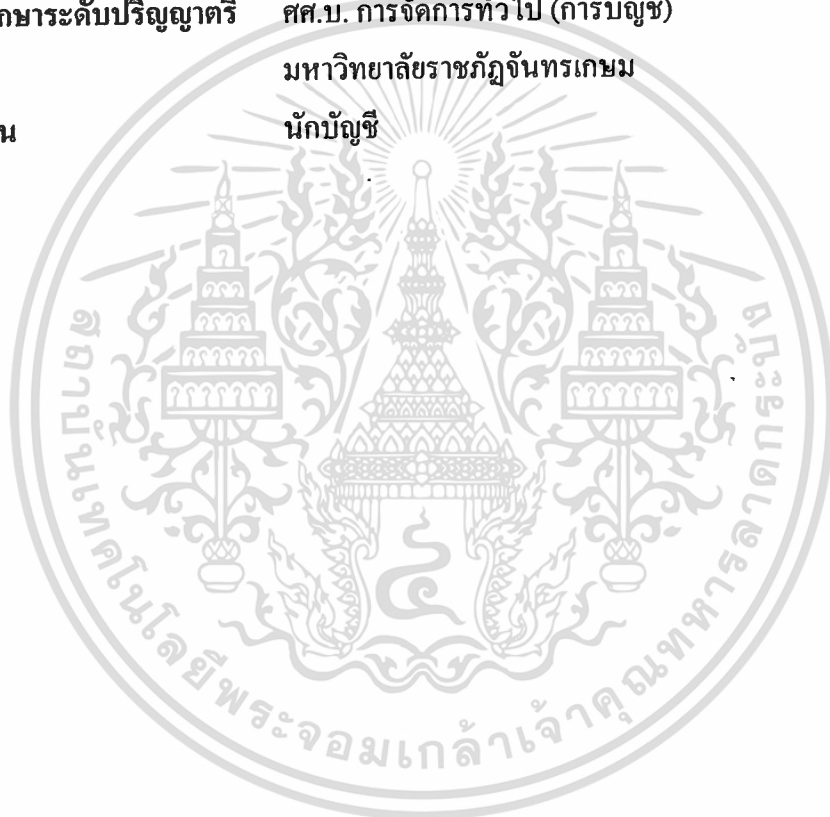 กษาระดับปริญญาตรี ศศ.บ. การจัดการทั่วไป (การบัญชี)
มหาวิทยาลัยราชภัฏจันทรเกษม
น นักบัญชี
สถาบันเทคโนโลยีพระจอมเกล้าเจ้าคุณทหารลาดกระบัง